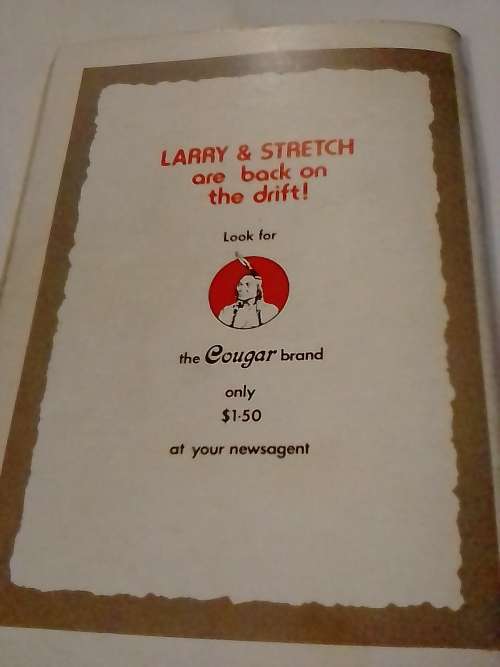 LARRY & STRETCH
are back on
the drift!
Look for
the Cougar brand
only
$1·50
at your newsagent